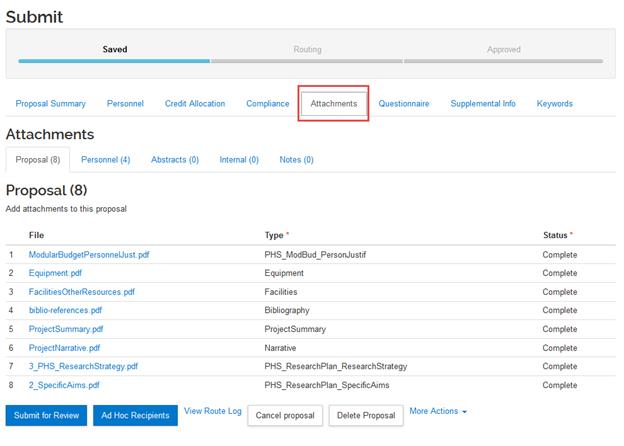 Submit
Saved Routing Approved
Proposal Summary Personnel Credit Allocation Compliance Attachments Questionnaire Supplemental Info Keywords
Attachments
Proposal (8) Personnel (4) Abstracts (0) Internal (0) Notes (0)
Proposal (8)
Add attachments to this proposal
File Type * Status *
1 ModularBudgetPersonnelJust.pdf PHS_ModBud_PersonJustif Complete
2 Equipment.pdf Equipment Complete
3 FacilitiesOtherResources.pdf Facilities Complete
4 biblio-references.pdf Bibliography Complete
5 ProjectSummary.pdf ProjectSummary Complete
6 ProjectNarrative.pdf Narrative Complete
7 3_PHS_ResearchStrategy.pdf PHS_ResearchPlan_ResearchStrategy Complete
8 2_SpecificAims.pdf PHS_ResearchPlan_SpecificAims Complete
Submit for Review Ad Hoc Recipients View Route Log Cancel proposal Delete Proposal More Actions